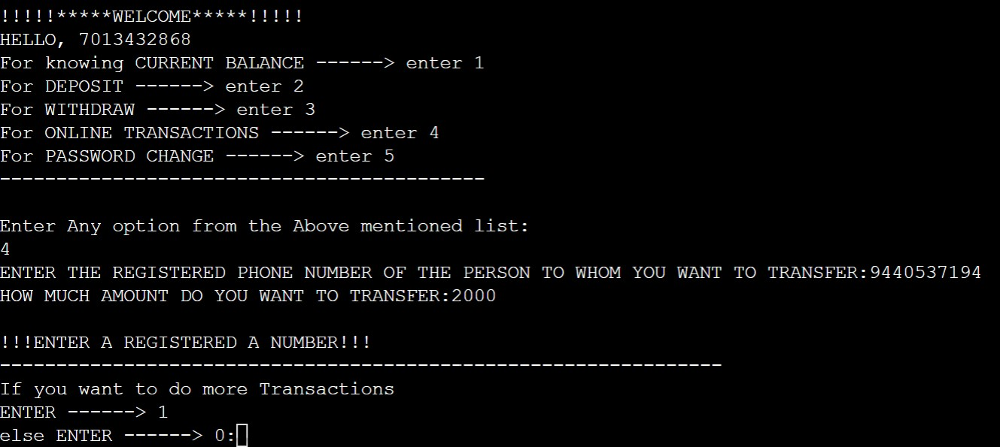 !!!!!*****WELCOME*****!!!!!
HELLO, 7013432868
For knowing CURRENT BALANCE ------> enter 1
For DEPOSIT ------> enter 2
For WITHDRAW ------> enter 3
For ONLINE TRANSACTIONS ------> enter 4
For PASSWORD CHANGE ------> enter 5
-------------------------------------------
Enter Any option from the Above mentioned list:
4
ENTER THE REGISTERED PHONE NUMBER OF THE PERSON TO WHOM YOU WANT TO TRANSFER:9440537194
HOW MUCH AMOUNT DO YOU WANT TO TRANSFER:2000
!!!ENTER A REGISTERED A NUMBER!!!
----------------------------------------------------------------
If you want to do more Transactions
ENTER ------> 1
else ENTER ------> 0: